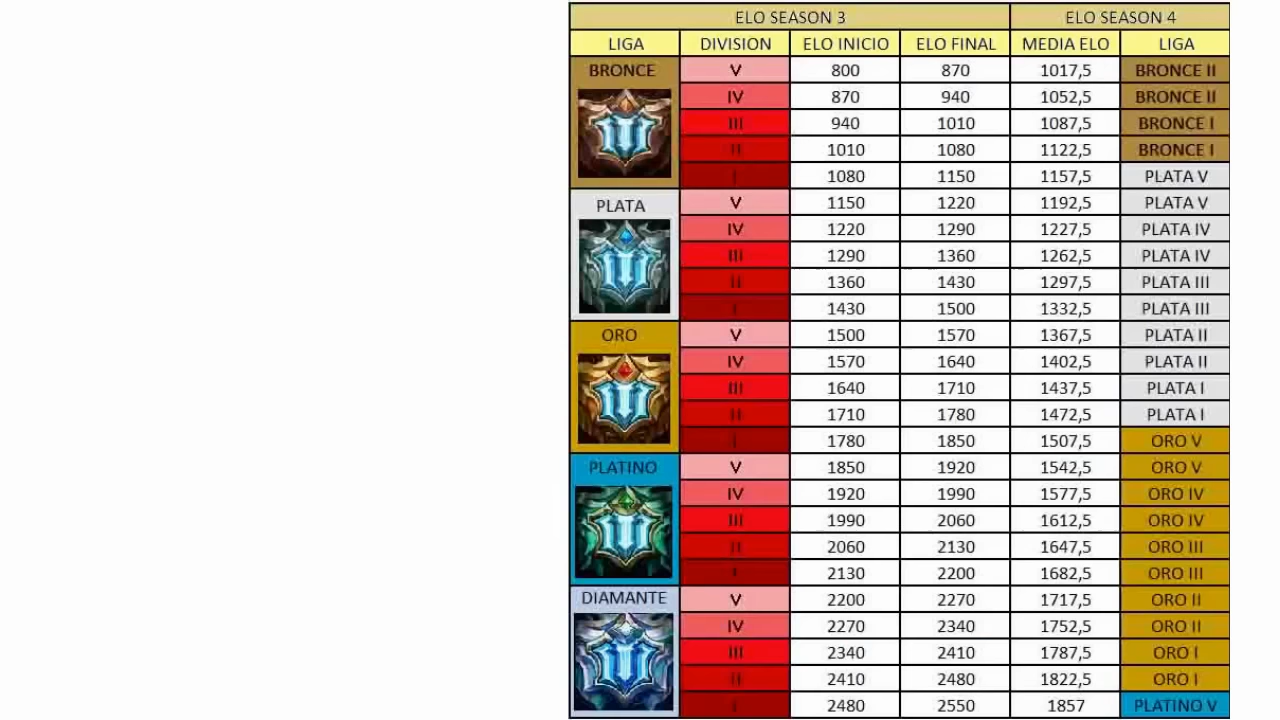 ELO SEASON 3 ELO SEASON 4
LIGA DIVISION ELO INICIO ELO FINAL MEDIA ELO LIGA
BRONCE V 800 870 1017,5 BRONCE II
IV 870 940 1052,5 BRONCE II
III 940 1010 1087,5 BRONCE I
II 1010 1080 1122,5 BRONCE I
I 1080 1150 1157,5 PLATA V
PLATA V 1150 1220 1192,5 PLATA V
IV 1220 1290 1227,5 PLATA IV
III 1290 1360 1262,5 PLATA IV
II 1360 1430 1297,5 PLATA III
I 1430 1500 1332,5 PLATA III
ORO V 1500 1570 1367,5 PLATA II
IV 1570 1640 1402,5 PLATA II
III 1640 1710 1437,5 PLATA I
II 1710 1780 1472,5 PLATA I
I 1780 1850 1507,5 ORO V
PLATINO V 1850 1920 1542,5 ORO V
IV 1920 1990 1577,5 ORO IV
III 1990 2060 1612,5 ORO IV
II 2060 2130 1647,5 ORO III
I 2130 2200 1682,5 ORO III
DIAMANTE V 2200 2270 1717,5 ORO II
IV 2270 2340 1752,5 ORO II
III 2340 2410 1787,5 ORO I
II 2410 2480 1822,5 ORO I
I 2480 2550 1857 PLATINO V